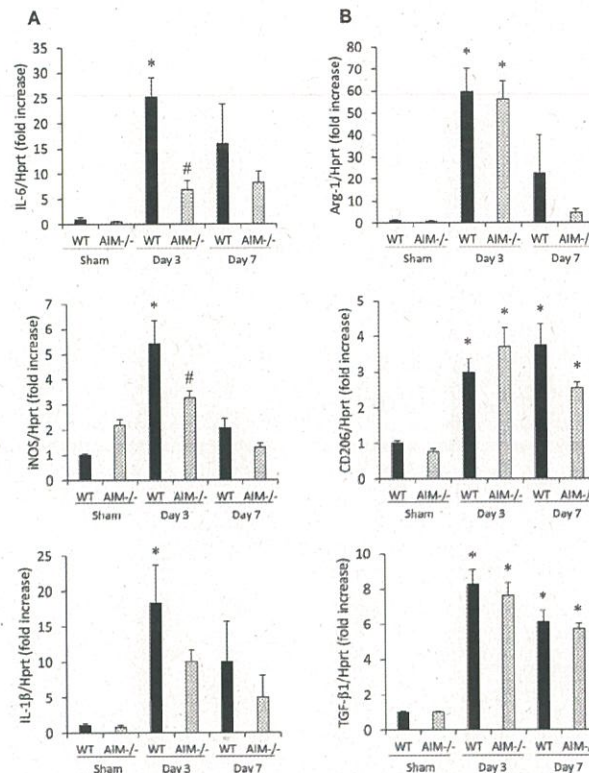 A
IL-6/Hprt (fold increase)
35
30
25
20
15
10
5
0
*
#
WT AIM-/- WT AIM-/- WT AIM-/-
Sham Day 3 Day 7
iNOS/Hprt (fold increase)
7
6
5
4
3
2
1
0
*
#
WT AIM-/- WT AIM-/- WT AIM-/-
Sham Day 3 Day 7
IL-1β/Hprt (fold increase)
25
20
15
10
5
0
*
WT AIM-/- WT AIM-/- WT AIM-/-
Sham Day 3 Day 7
B
Arg-1/Hprt (fold increase)
80
70
60
50
40
30
20
10
0
* *
WT AIM-/- WT AIM-/- WT AIM-/-
Sham Day 3 Day 7
CD206/Hprt (fold increase)
5
4
3
2
1
0
* * * *
WT AIM-/- WT AIM-/- WT AIM-/-
Sham Day 3 Day 7
TGF-β1/Hprt (fold increase)
10
8
6
4
2
0
* * * *
WT AIM-/- WT AIM-/- WT AIM-/-
Sham Day 3 Day 7